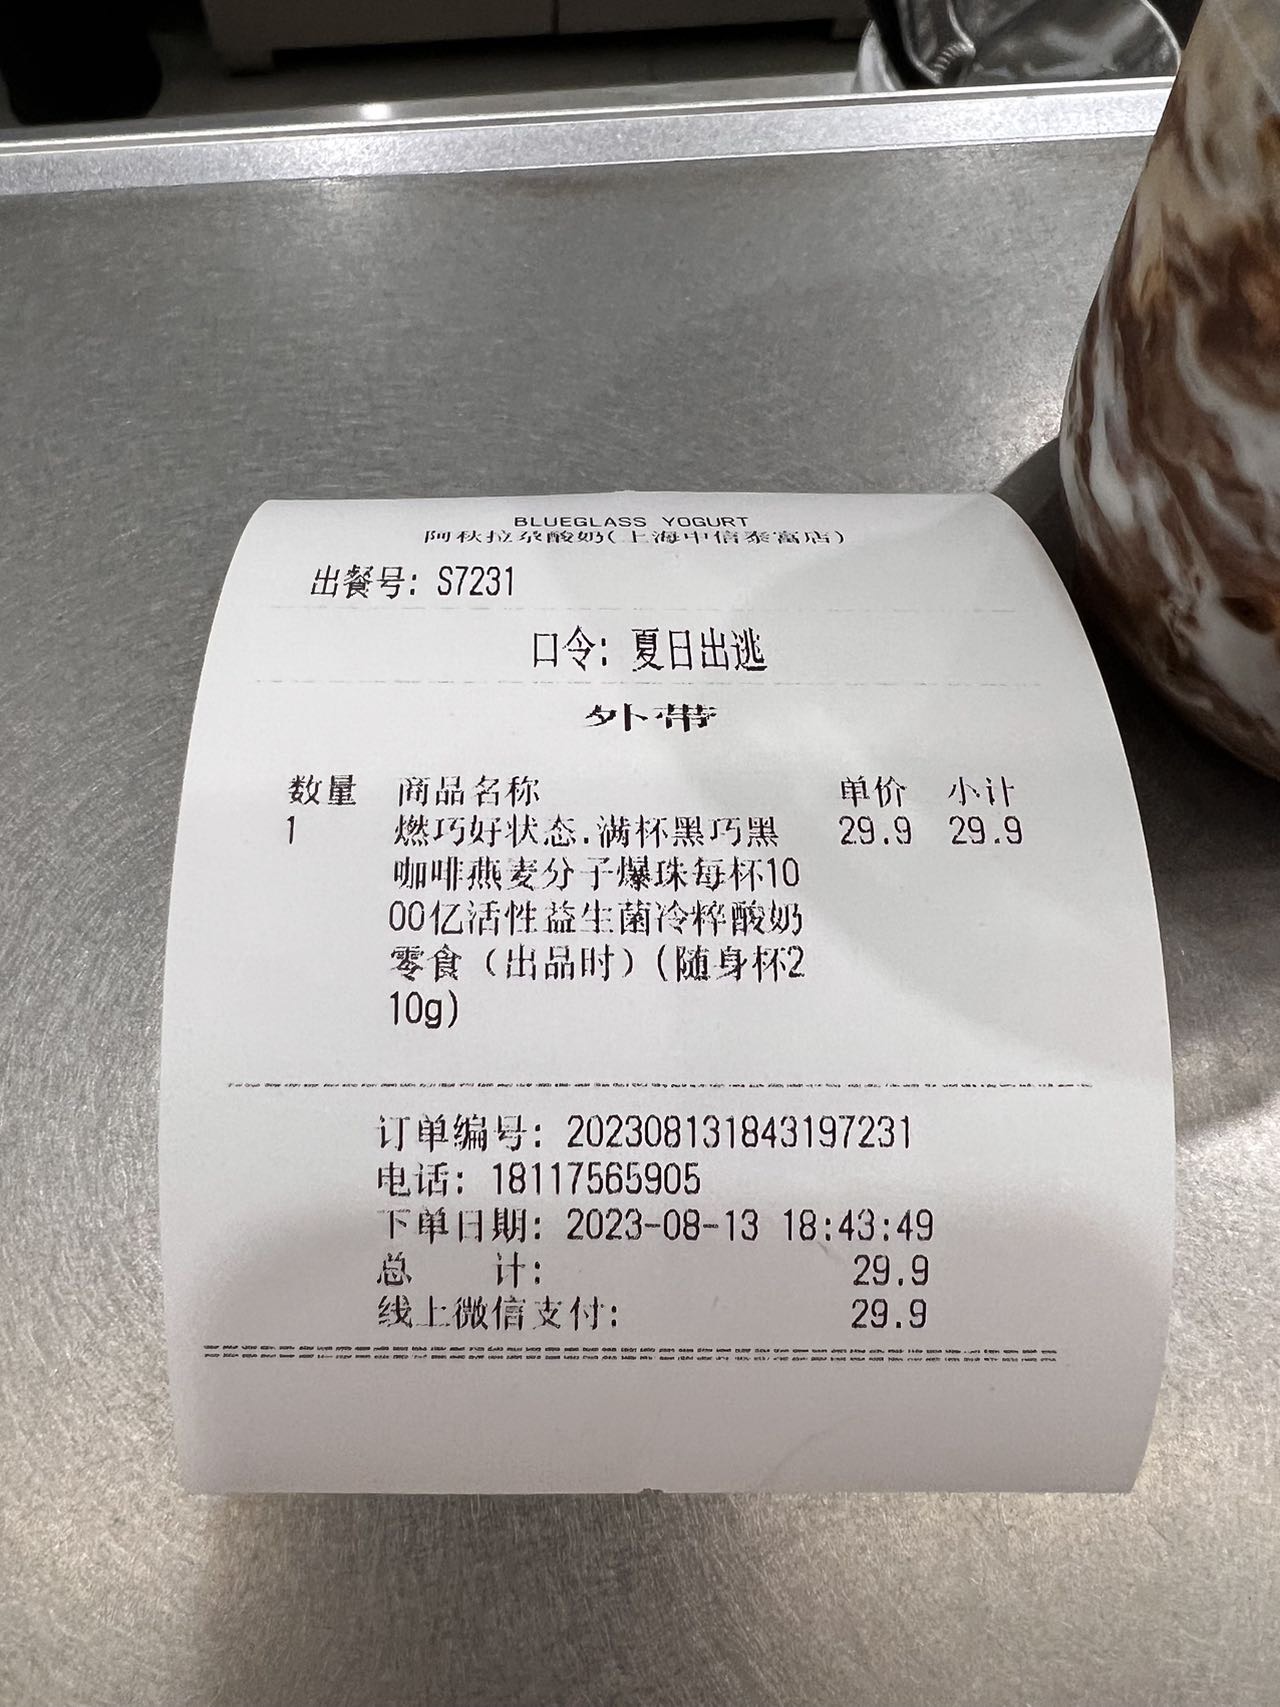 BLUEGLASS YOGURT
阿秋拉尕酸奶(上海中信泰富店)
出餐号: S7231
口令: 夏日出逃
外带
数量 商品名称 单价 小计
1 燃巧好状态.满杯黑巧黑 29.9 29.9
咖啡燕麦分子爆珠每杯10
00亿活性益生菌冷粹酸奶
零食（出品时）(随身杯2
10g)
订单编号: 202308131843197231
电话: 18117565905
下单日期: 2023-08-13 18:43:49
总 计: 29.9
线上微信支付: 29.9